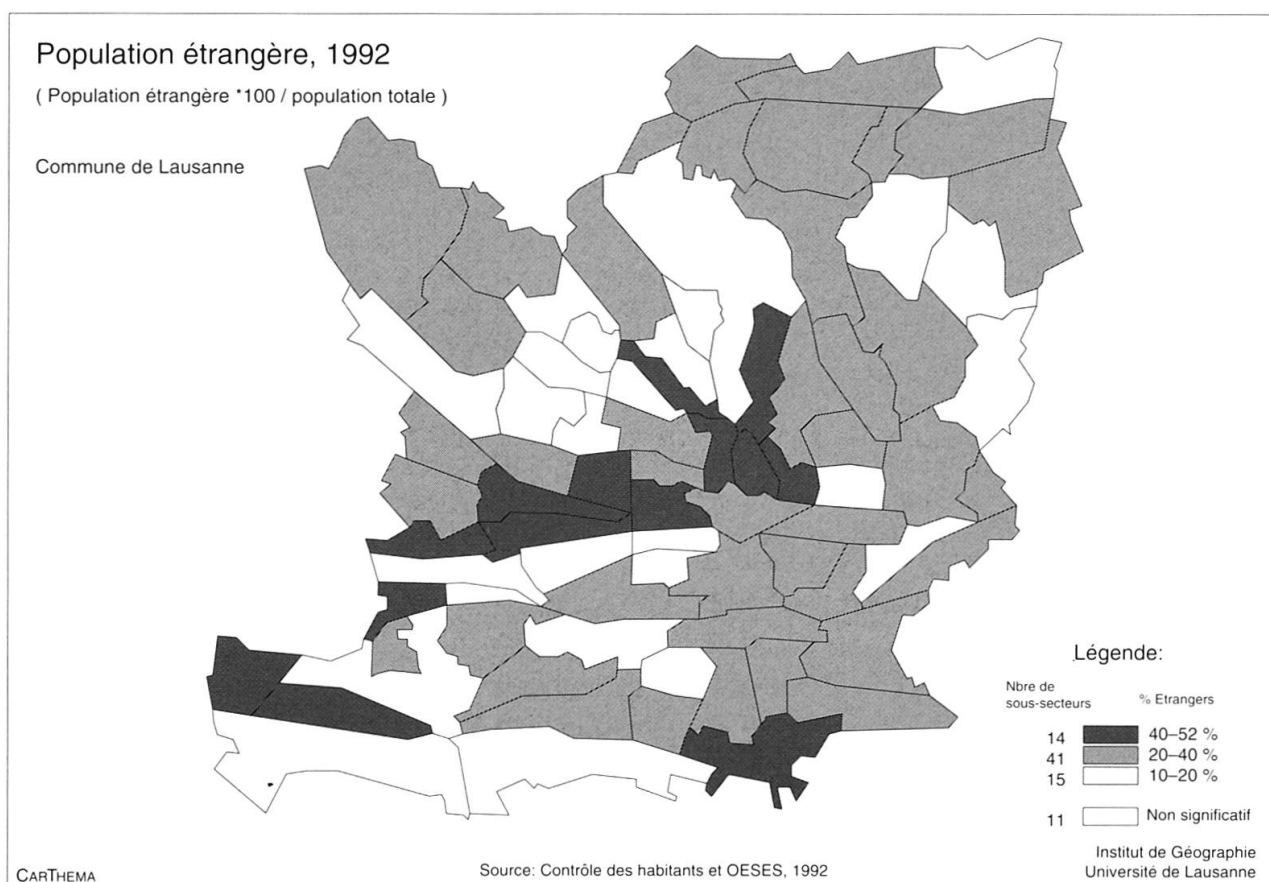 Population étrangère, 1992
( Population étrangère *100 / population totale )
Commune de Lausanne
Légende:
Nbre de
sous-secteurs
% Etrangers
14 40–52 %
41 20–40 %
15 10–20 %
11 Non significatif
CARTHEMA
Source: Contrôle des habitants et OESES, 1992
Institut de Géographie
Université de Lausanne